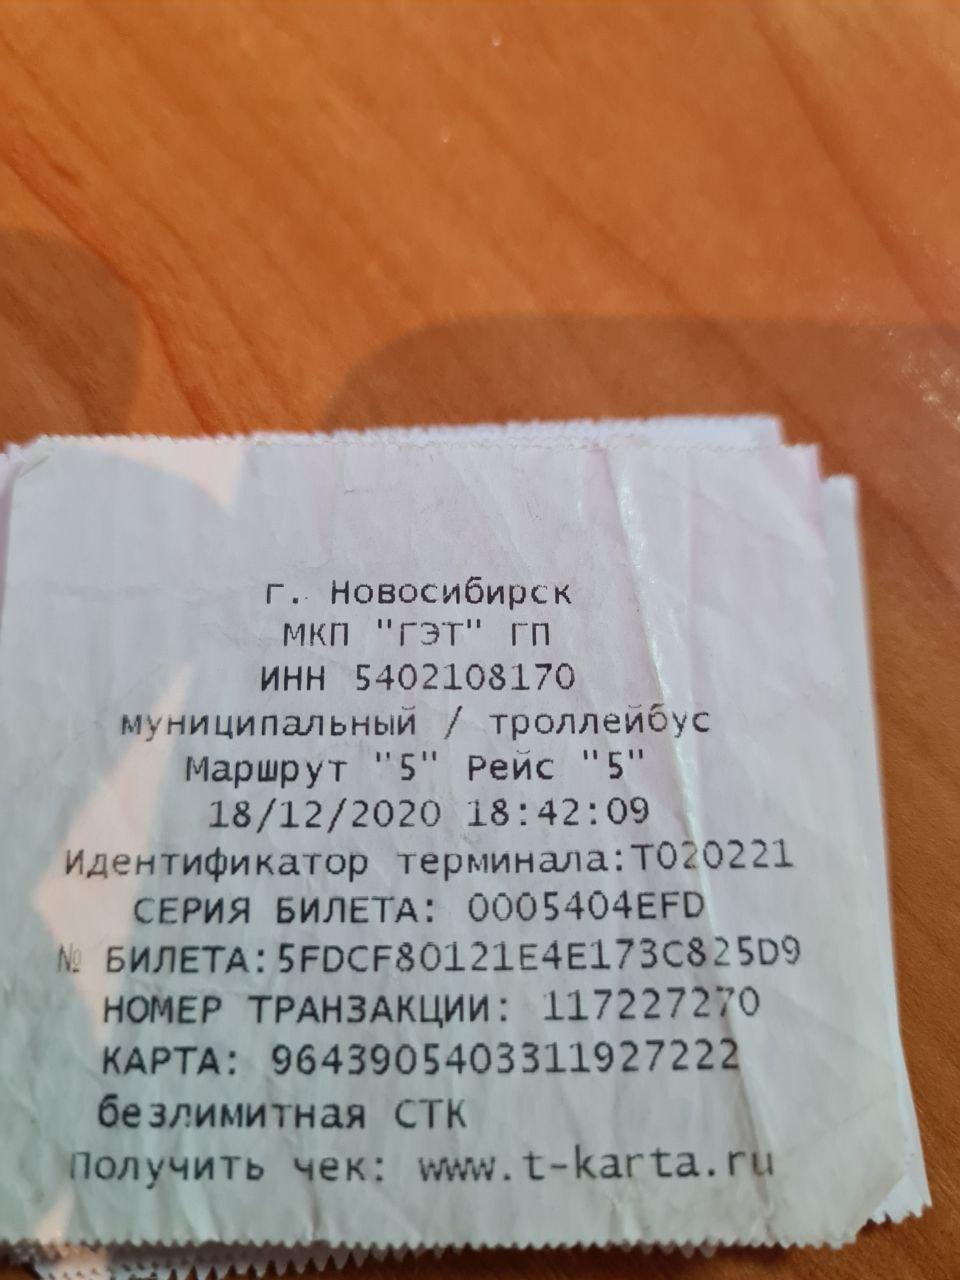 г. Новосибирск
МКП "ГЭТ" ГП
ИНН 5402108170
муниципальный / троллейбус
Маршрут "5" Рейс "5"
18/12/2020 18:42:09
Идентификатор терминала:T020221
СЕРИЯ БИЛЕТА: 0005404EFD
№ БИЛЕТА:5FDCF80121E4E173C825D9
НОМЕР ТРАНЗАКЦИИ: 117227270
КАРТА: 9643905403311927222
безлимитная СТК
Получить чек: www.t-karta.ru